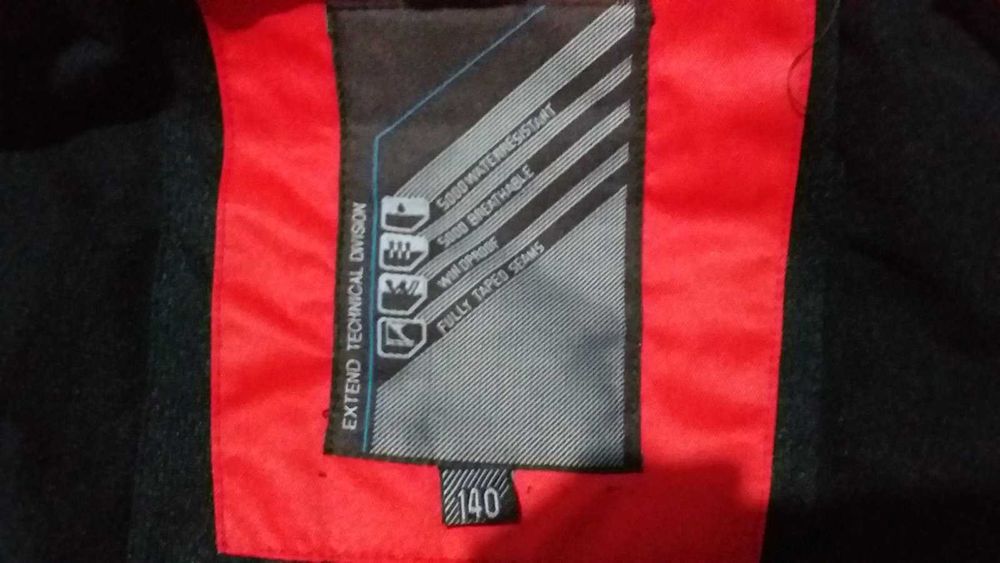 EXTEND TECHNICAL DIVISION
5000 WATERRESISTANT
5000 BREATHABLE
WINDPROOF
FULLY TAPED SEAMS
140